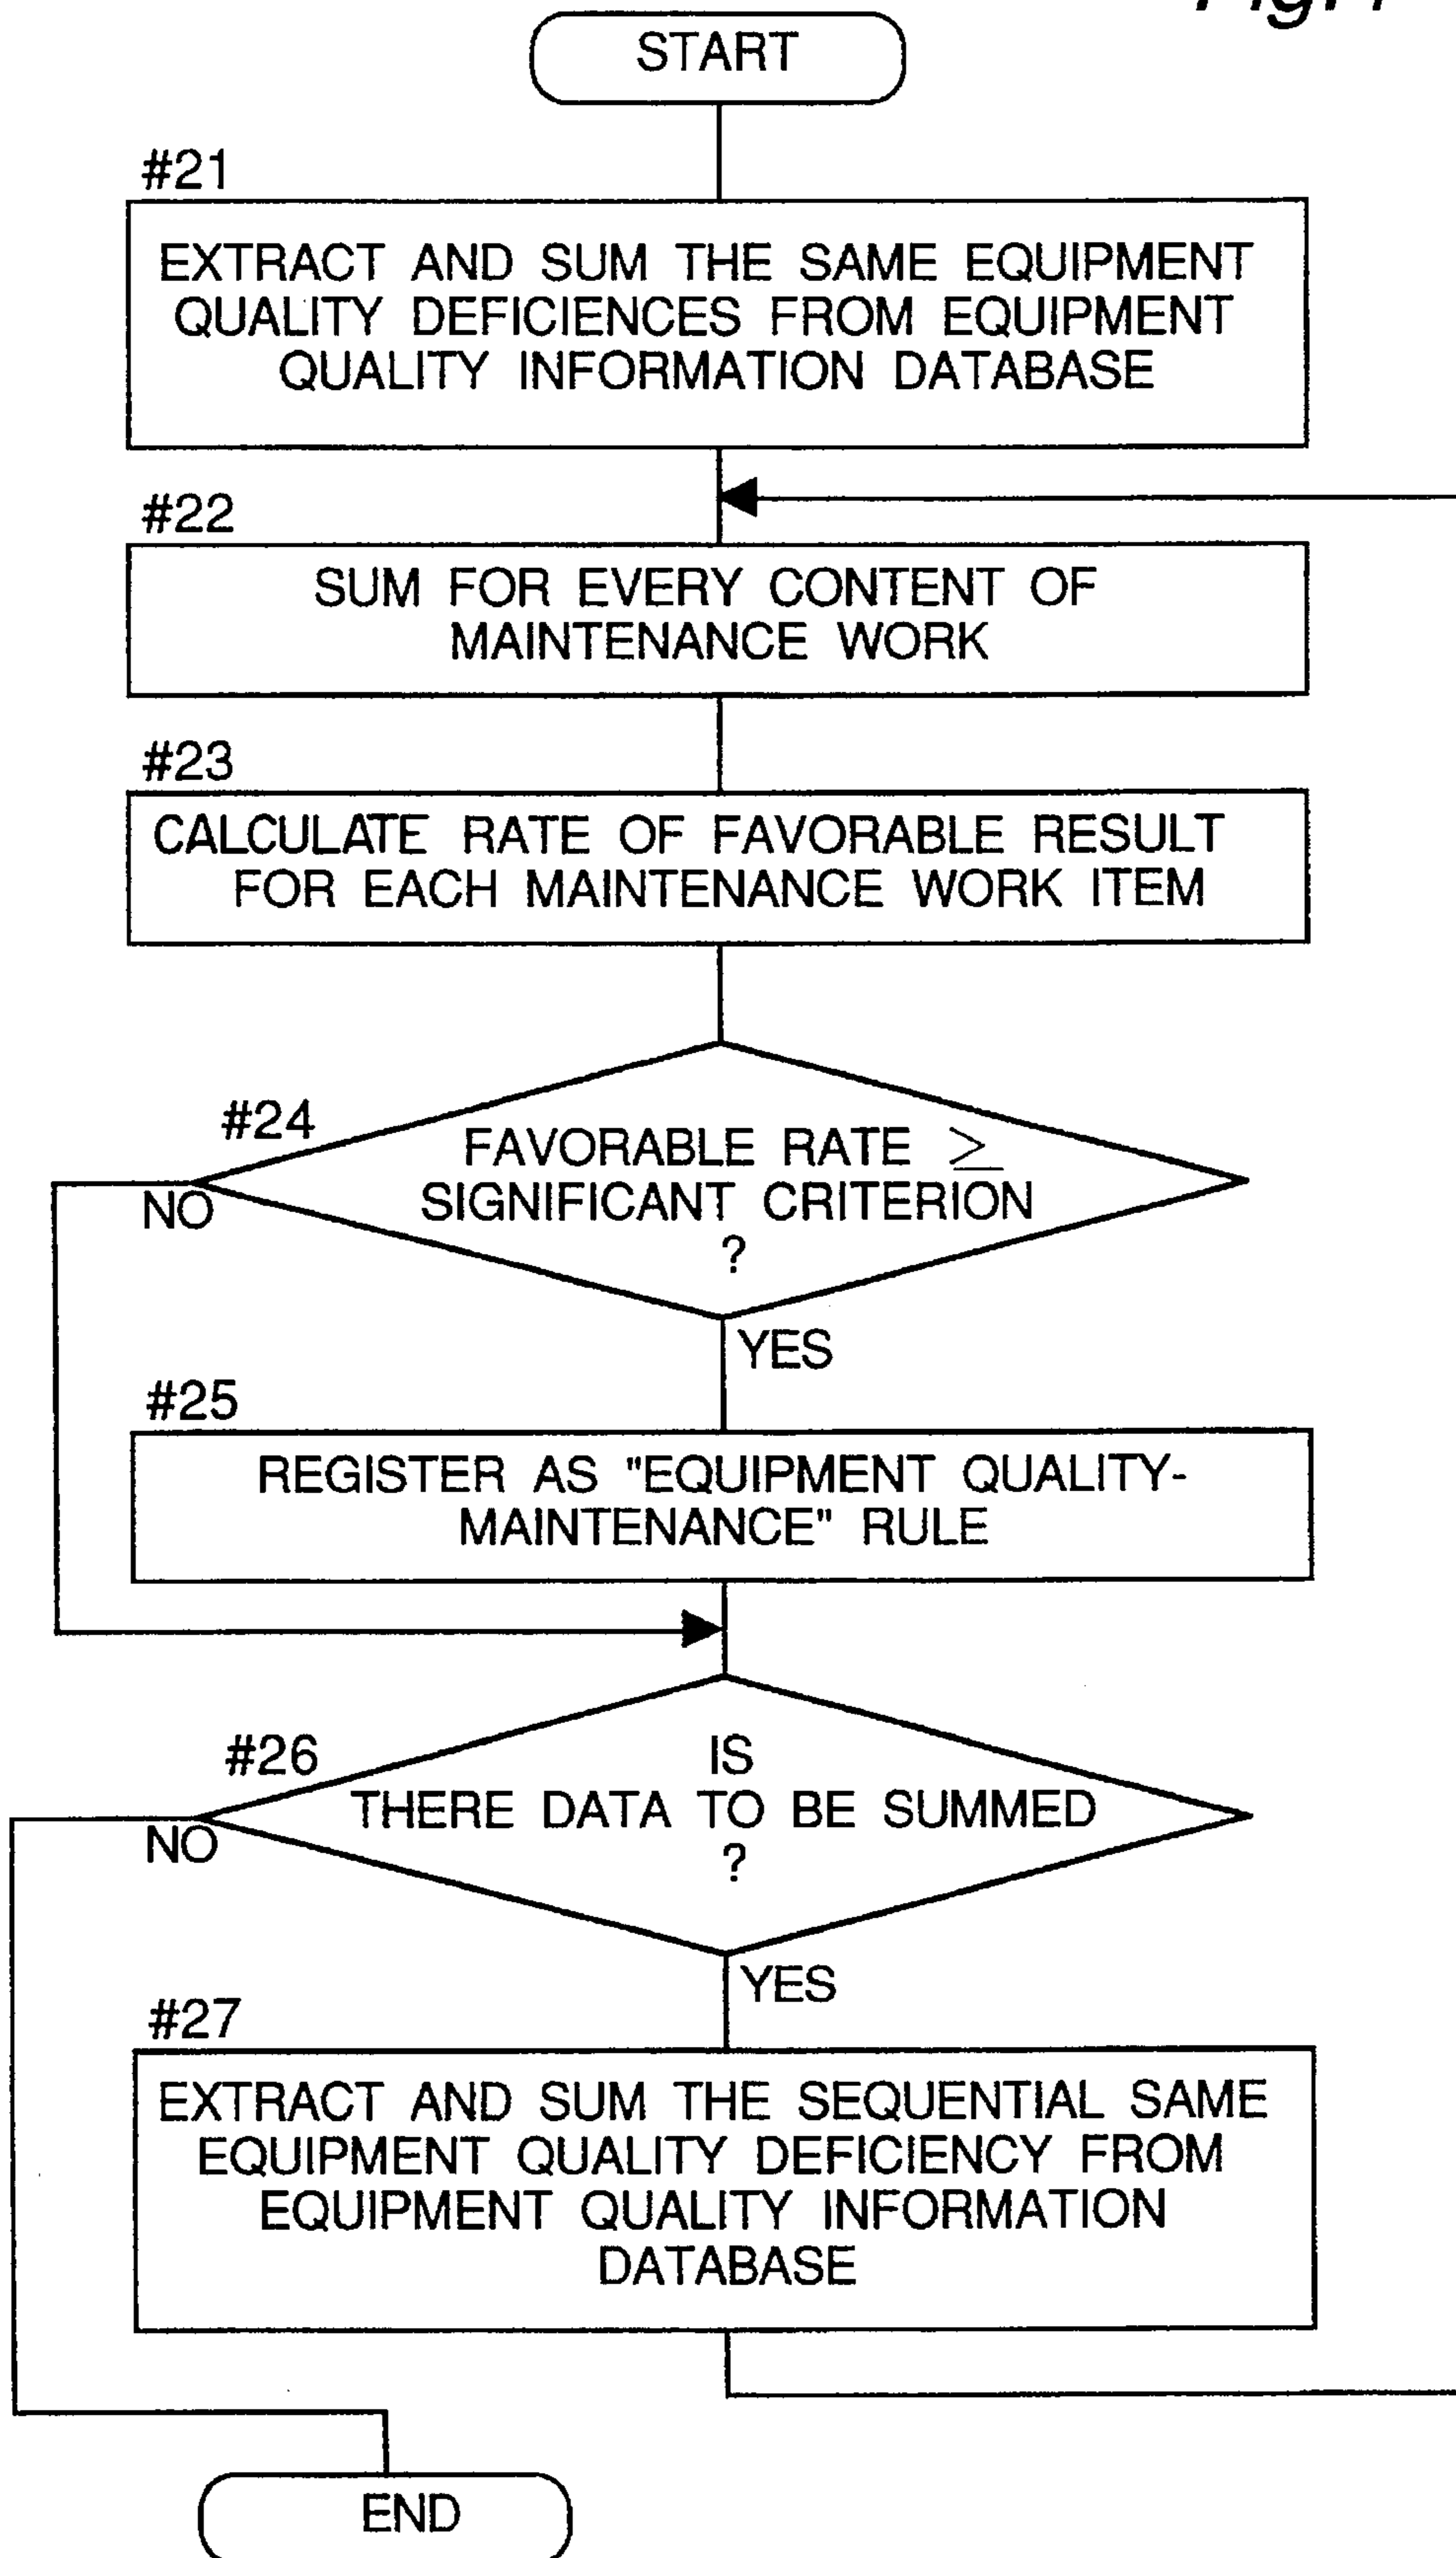 START
#21
EXTRACT AND SUM THE SAME EQUIPMENT
QUALITY DEFICIENCES FROM EQUIPMENT
QUALITY INFORMATION DATABASE
#22
SUM FOR EVERY CONTENT OF
MAINTENANCE WORK
#23
CALCULATE RATE OF FAVORABLE RESULT
FOR EACH MAINTENANCE WORK ITEM
#24
FAVORABLE RATE ≥
SIGNIFICANT CRITERION
?
NO
YES
#25
REGISTER AS "EQUIPMENT QUALITY-
MAINTENANCE" RULE
#26
IS
THERE DATA TO BE SUMMED
?
NO
YES
#27
EXTRACT AND SUM THE SEQUENTIAL SAME
EQUIPMENT QUALITY DEFICIENCY FROM
EQUIPMENT QUALITY INFORMATION
DATABASE
END